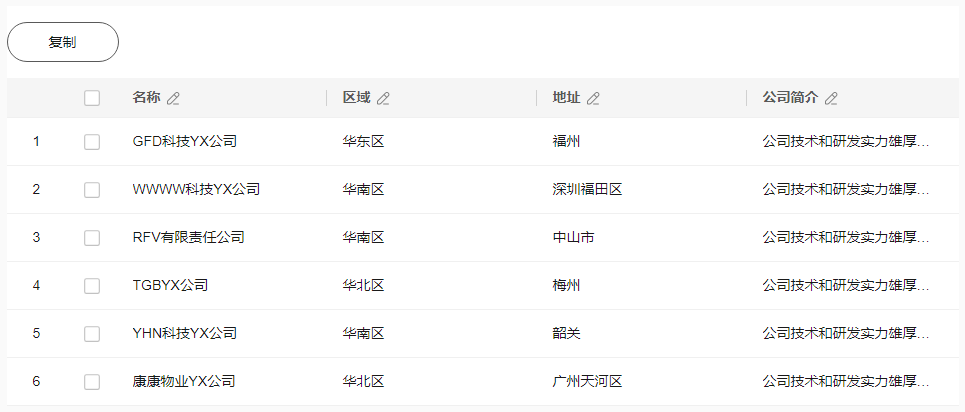 复制
名称 区域 地址 公司简介
1 GFD科技YX公司 华东区 福州 公司技术和研发实力雄厚...
2 WWWW科技YX公司 华南区 深圳福田区 公司技术和研发实力雄厚...
3 RFV有限责任公司 华南区 中山市 公司技术和研发实力雄厚...
4 TGBYX公司 华北区 梅州 公司技术和研发实力雄厚...
5 YHN科技YX公司 华南区 韶关 公司技术和研发实力雄厚...
6 康康物业YX公司 华北区 广州天河区 公司技术和研发实力雄厚...